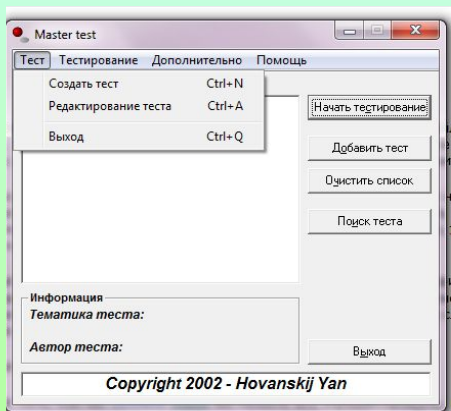 Master test
Тест Тестирование Дополнительно Помощь
Создать тест Ctrl+N
Редактирование теста Ctrl+A
Выход Ctrl+Q
Начать тестирование
Добавить тест
Очистить список
Поиск теста
Информация
Тематика теста:
Автор теста:
Выход
Copyright 2002 - Hovanskij Yan